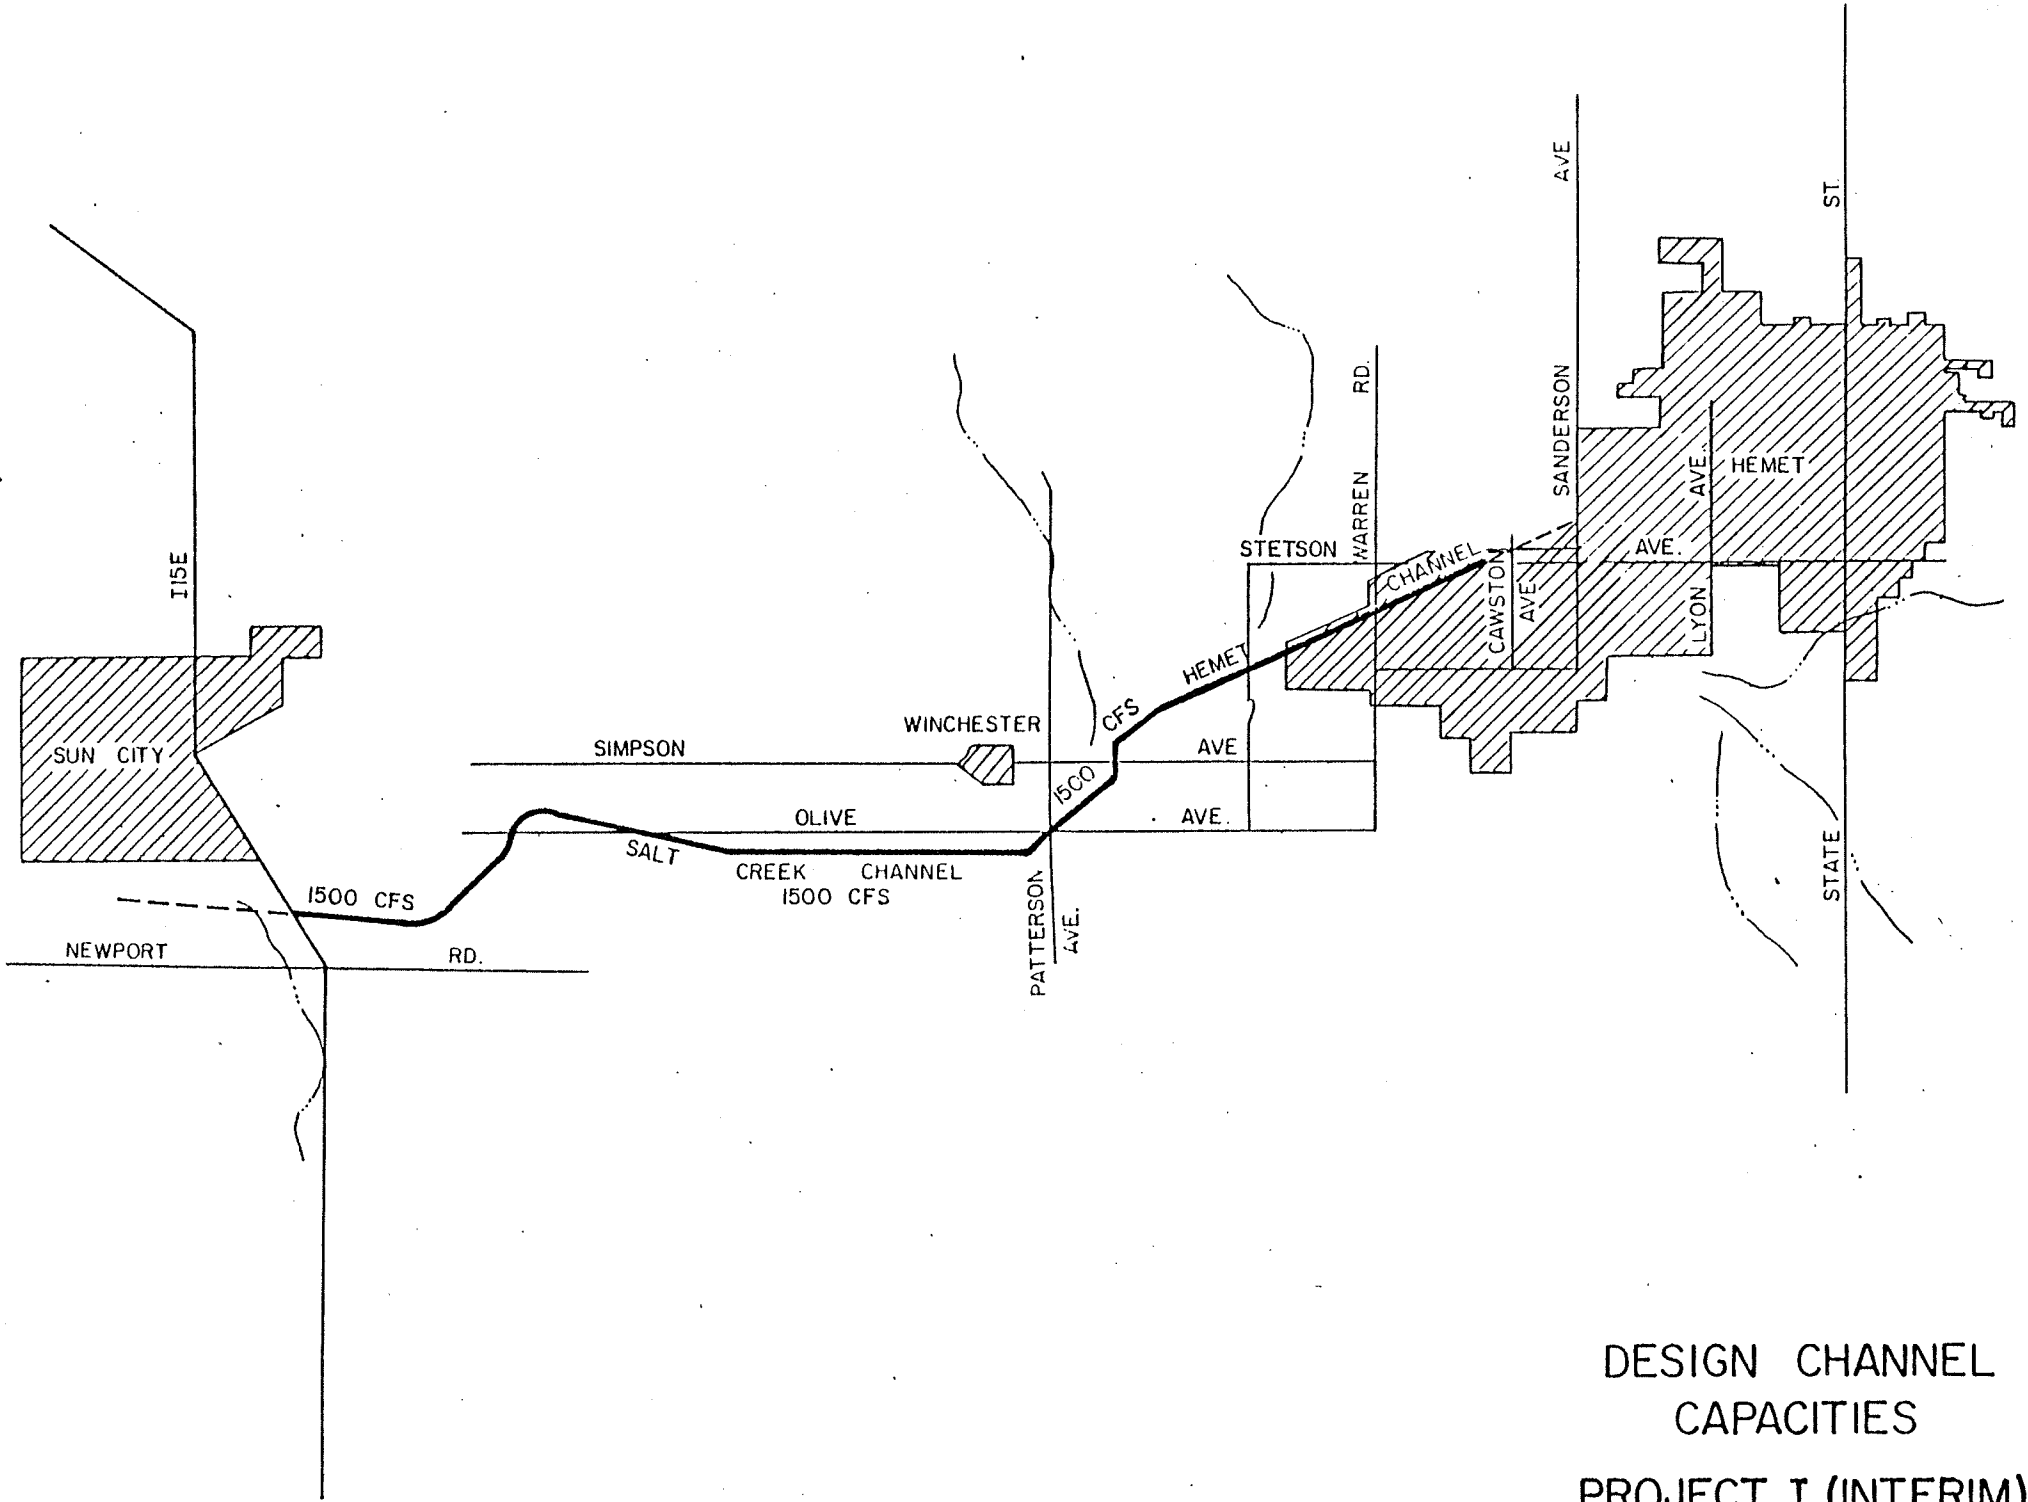 AVE
ST.
RD.
SANDERSON
WARREN
AVE.
HEMET
STETSON
AVE.
CHANNEL
I15E
CAWSTON
AVE
LYON
HEMET
CFS
WINCHESTER
SUN CITY
SIMPSON
AVE
1500
OLIVE
AVE.
SALT
CREEK CHANNEL
1500 CFS
1500 CFS
STATE
PATTERSON
AVE.
NEWPORT RD.
DESIGN CHANNEL
CAPACITIES
PROJECT I (INTERIM)